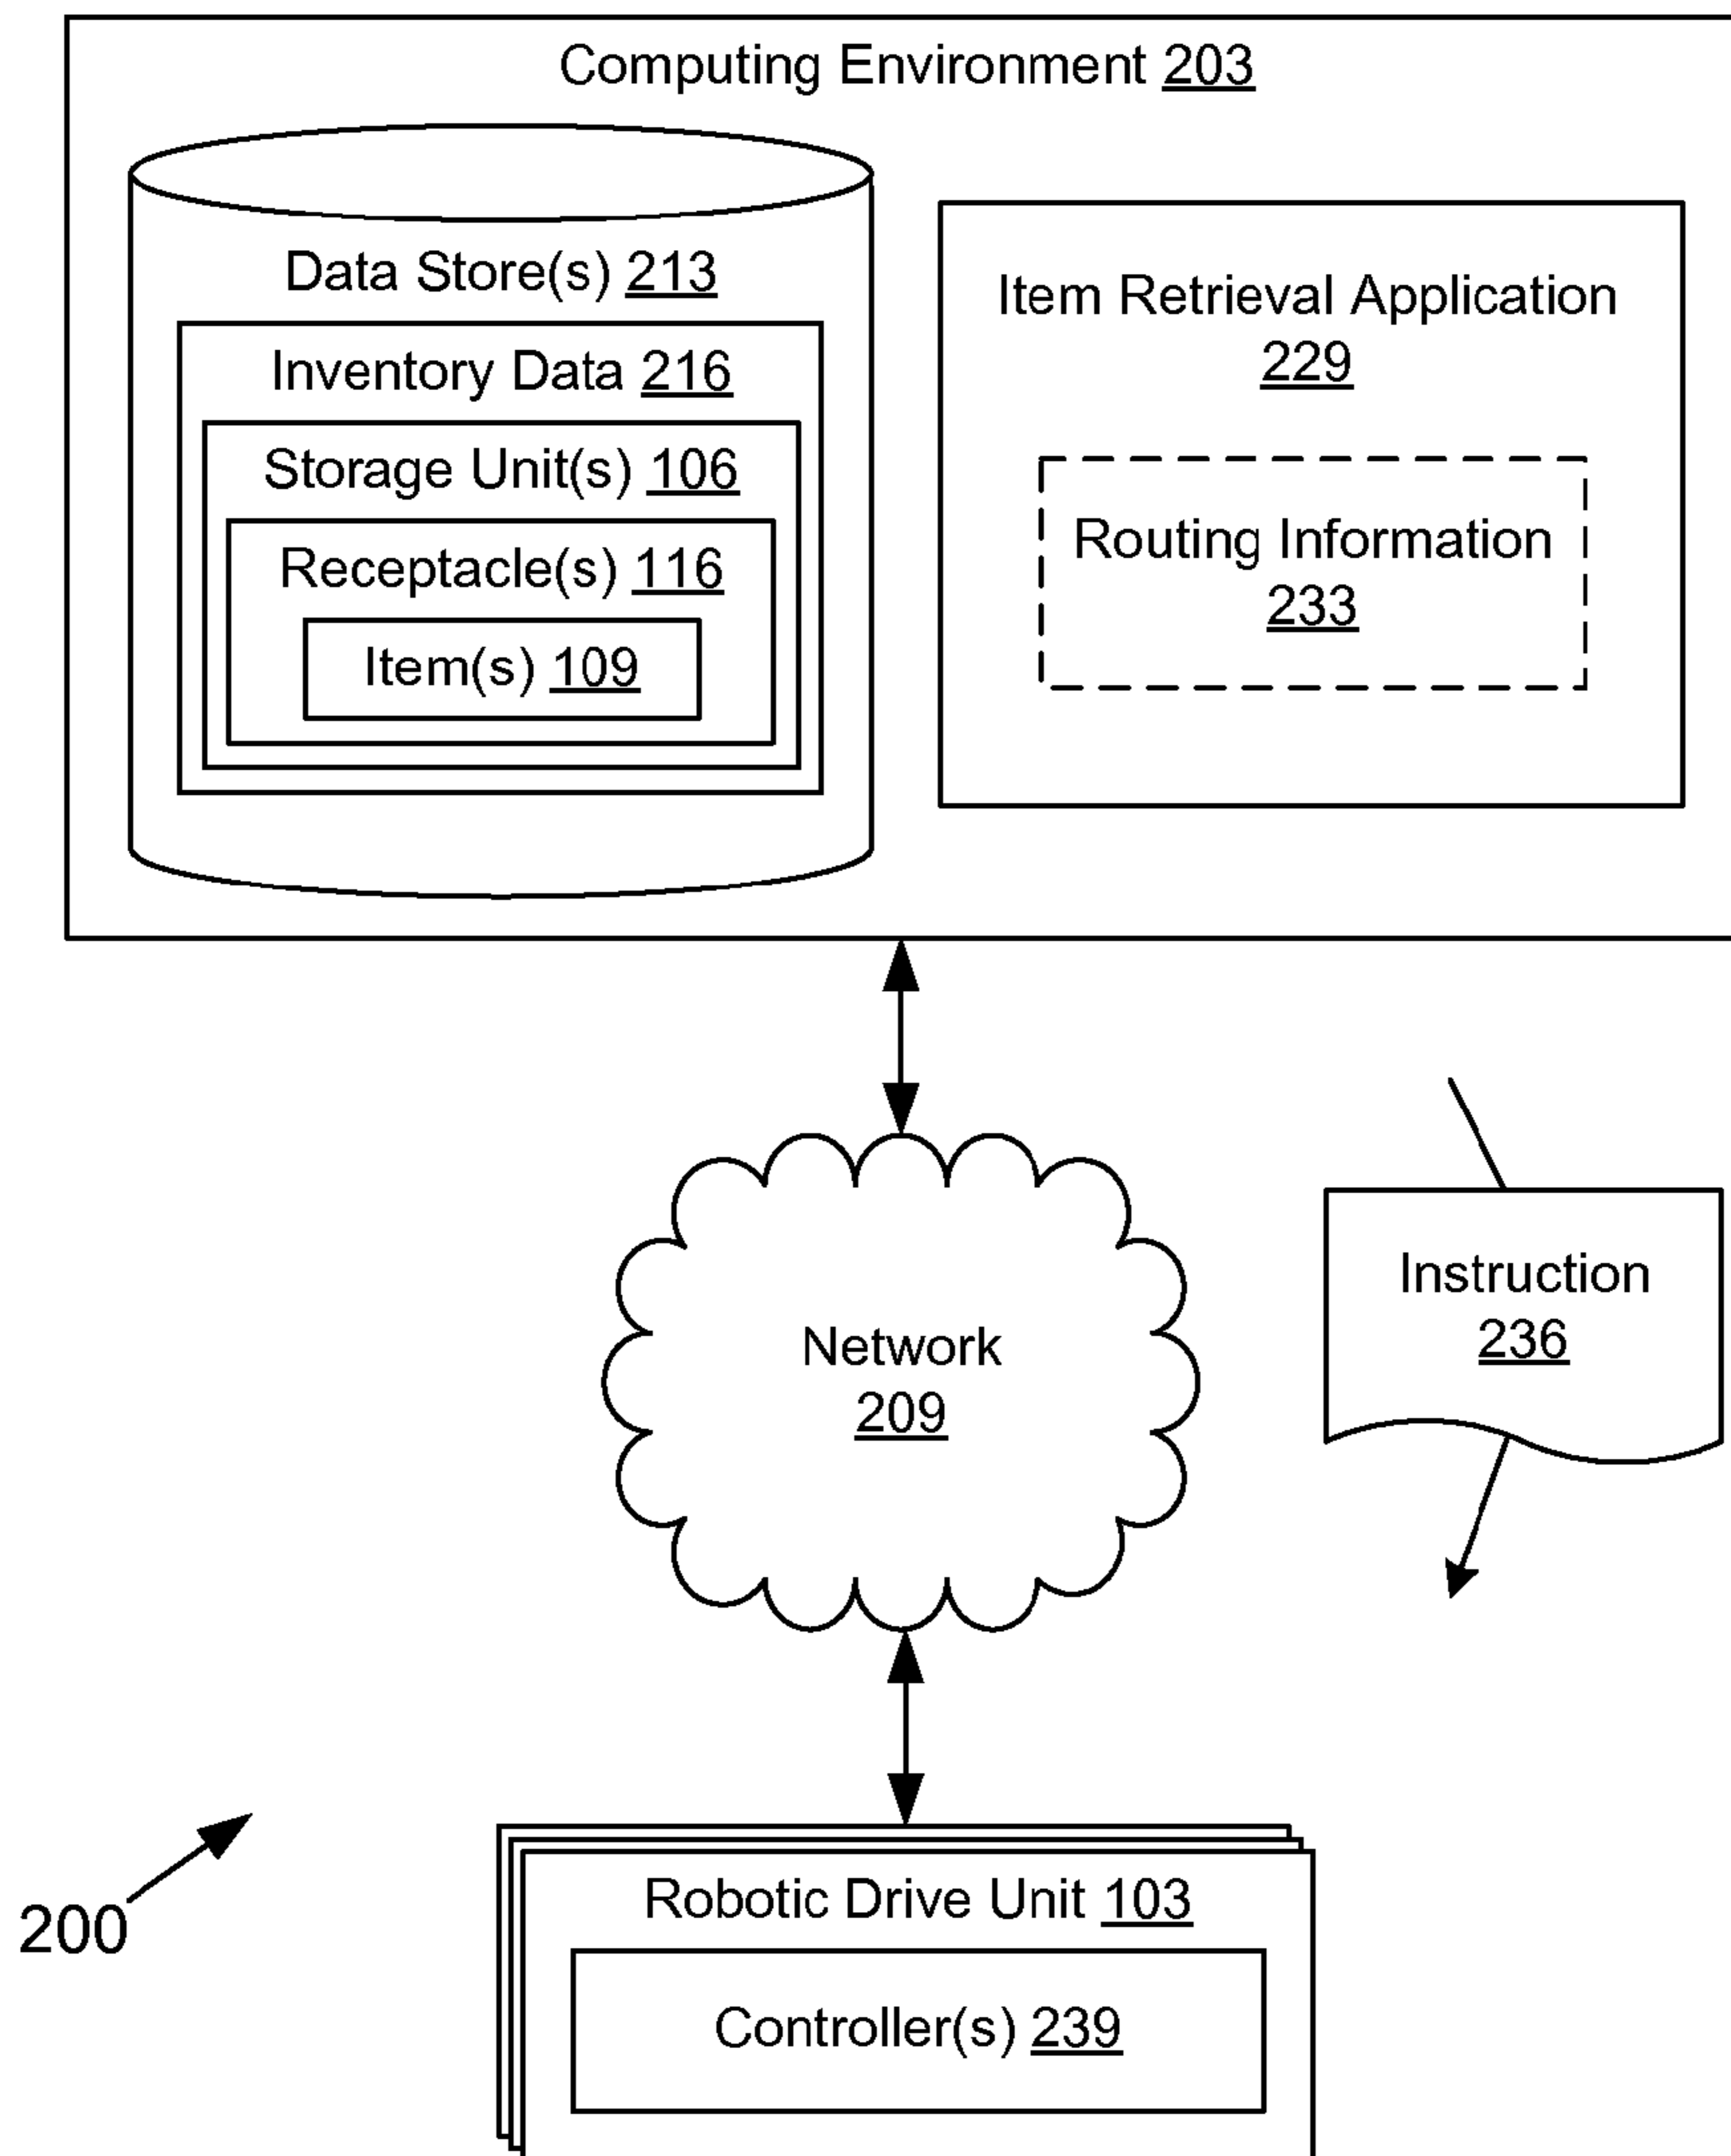 Computing Environment 203
Data Store(s) 213
Inventory Data 216
Storage Unit(s) 106
Receptacle(s) 116
Item(s) 109
Item Retrieval Application
229
Routing Information
233
Instruction
236
Network
209
200
Robotic Drive Unit 103
Controller(s) 239